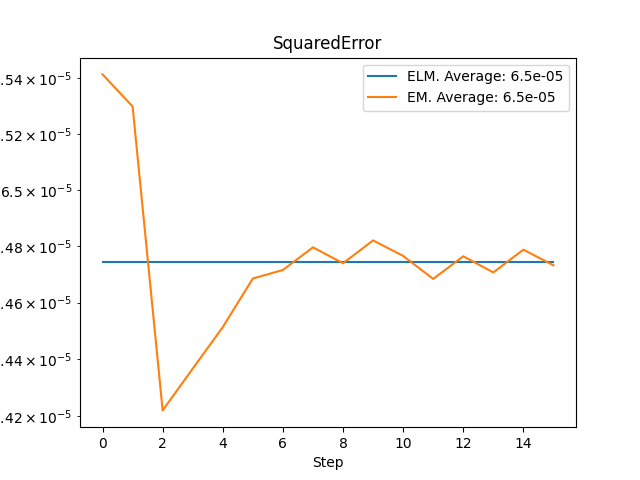 SquaredError
ELM. Average: 6.5e-05
EM. Average: 6.5e-05
.54 × 10⁻⁵
.52 × 10⁻⁵
6.5 × 10⁻⁵
.48 × 10⁻⁵
.46 × 10⁻⁵
.44 × 10⁻⁵
.42 × 10⁻⁵
0 2 4 6 8 10 12 14
Step